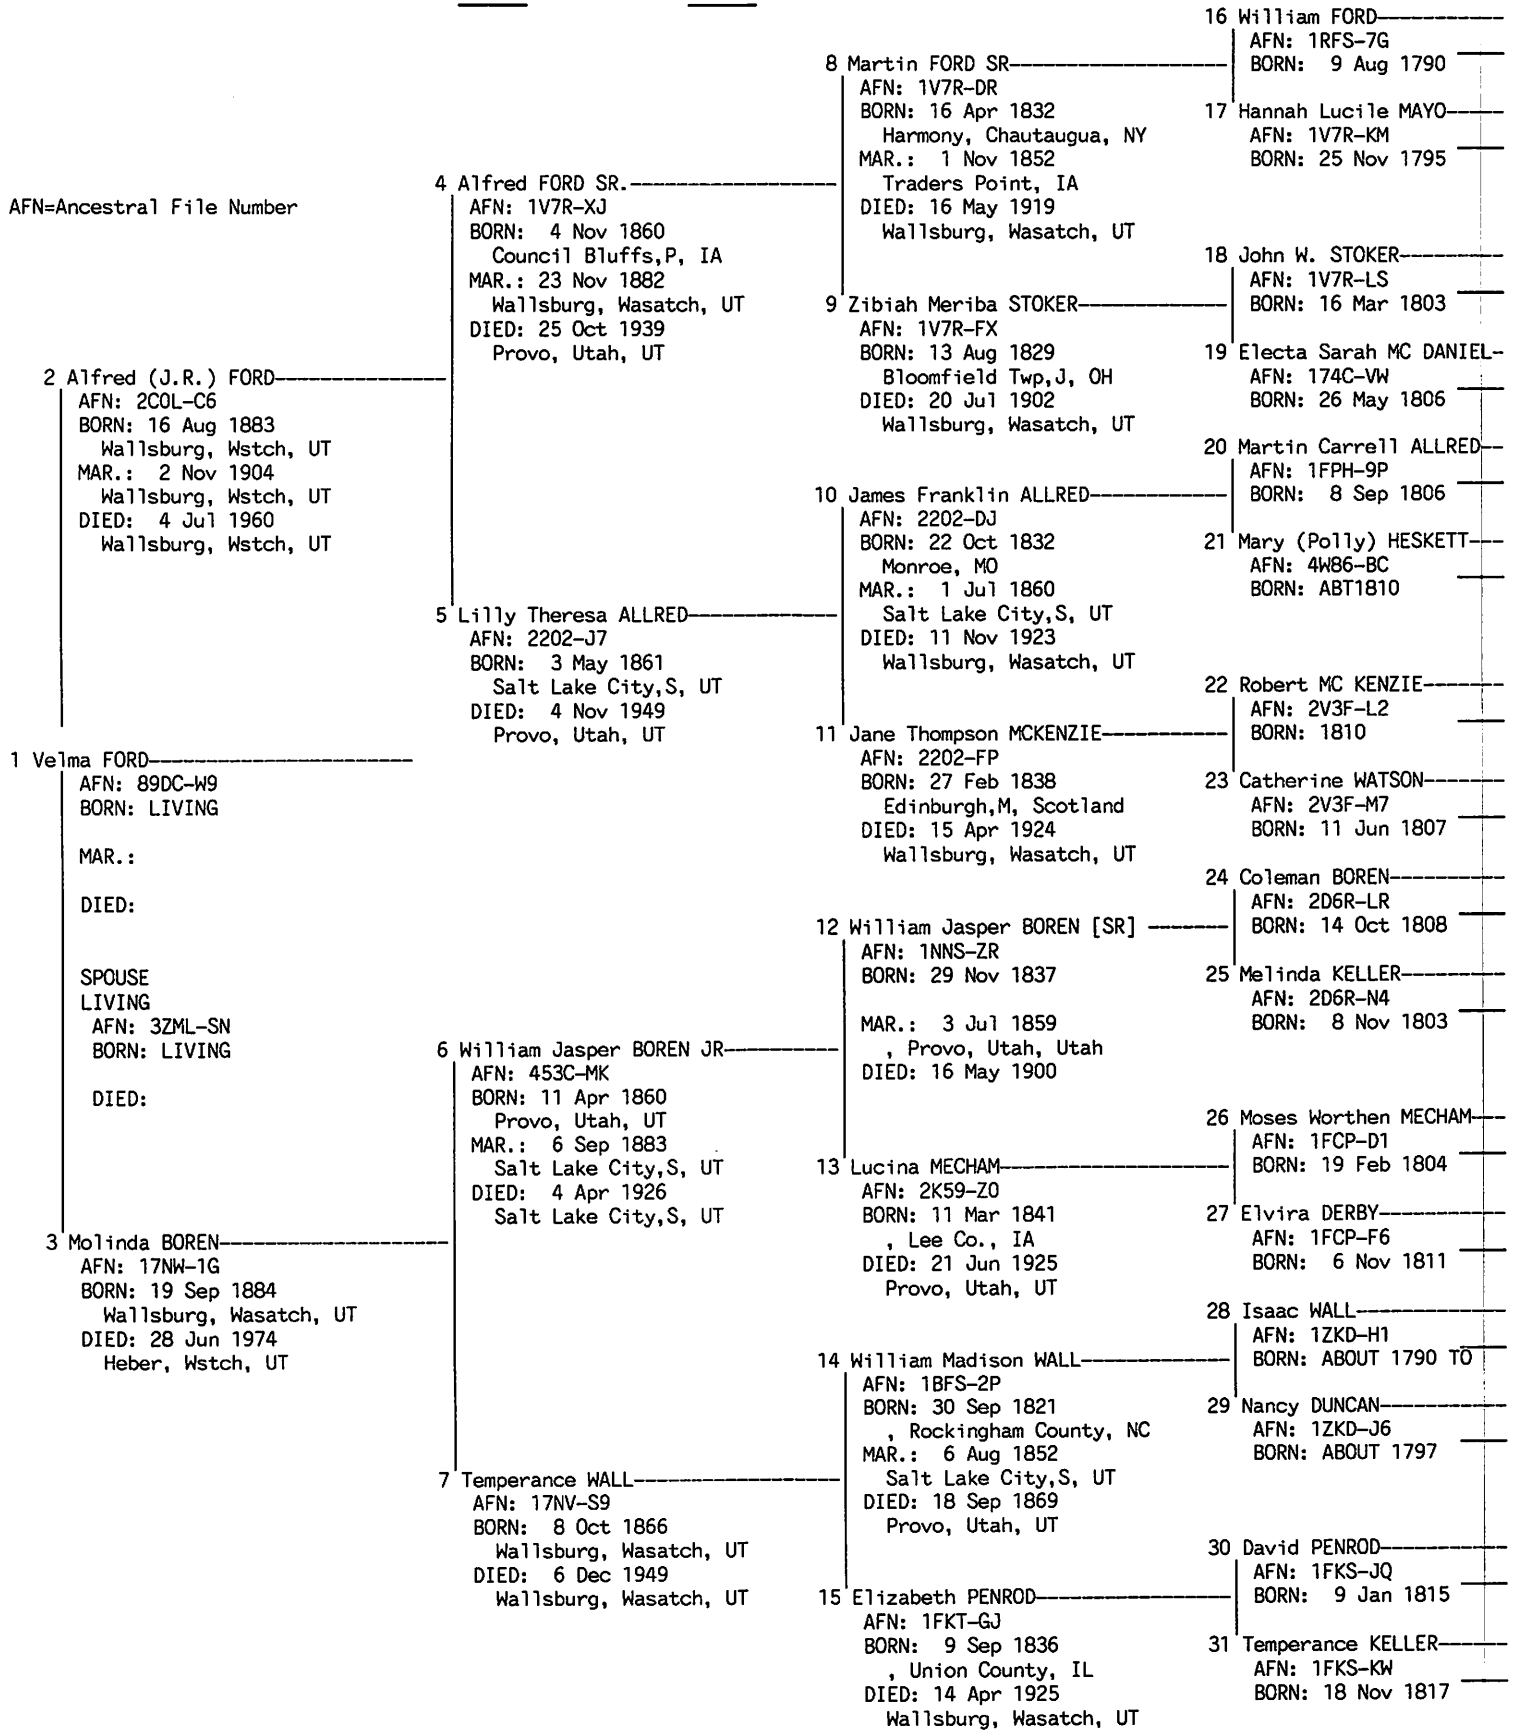 AFN=Ancestral File Number
1 Velma FORD
AFN: 89DC-W9
BORN: LIVING
MAR.:
DIED:
SPOUSE
LIVING
AFN: 3ZML-SN
BORN: LIVING
DIED:
2 Alfred (J.R.) FORD
AFN: 2C0L-C6
BORN: 16 Aug 1883
Wallsburg, Wstch, UT
MAR.: 2 Nov 1904
Wallsburg, Wstch, UT
DIED: 4 Jul 1960
Wallsburg, Wstch, UT
3 Molinda BOREN
AFN: 17NW-1G
BORN: 19 Sep 1884
Wallsburg, Wasatch, UT
DIED: 28 Jun 1974
Heber, Wstch, UT
4 Alfred FORD SR.
AFN: 1V7R-XJ
BORN: 4 Nov 1860
Council Bluffs,P, IA
MAR.: 23 Nov 1882
Wallsburg, Wasatch, UT
DIED: 25 Oct 1939
Provo, Utah, UT
5 Lilly Theresa ALLRED
AFN: 2202-J7
BORN: 3 May 1861
Salt Lake City,S, UT
DIED: 4 Nov 1949
Provo, Utah, UT
6 William Jasper BOREN JR
AFN: 453C-MK
BORN: 11 Apr 1860
Provo, Utah, UT
MAR.: 6 Sep 1883
Salt Lake City,S, UT
DIED: 4 Apr 1926
Salt Lake City,S, UT
7 Temperance WALL
AFN: 17NV-S9
BORN: 8 Oct 1866
Wallsburg, Wasatch, UT
DIED: 6 Dec 1949
Wallsburg, Wasatch, UT
8 Martin FORD SR
AFN: 1V7R-DR
BORN: 16 Apr 1832
Harmony, Chautaugua, NY
MAR.: 1 Nov 1852
Traders Point, IA
DIED: 16 May 1919
Wallsburg, Wasatch, UT
9 Zibiah Meriba STOKER
AFN: 1V7R-FX
BORN: 13 Aug 1829
Bloomfield Twp,J, OH
DIED: 20 Jul 1902
Wallsburg, Wasatch, UT
10 James Franklin ALLRED
AFN: 2202-DJ
BORN: 22 Oct 1832
Monroe, MO
MAR.: 1 Jul 1860
Salt Lake City,S, UT
DIED: 11 Nov 1923
Wallsburg, Wasatch, UT
11 Jane Thompson MCKENZIE
AFN: 2202-FP
BORN: 27 Feb 1838
Edinburgh,M, Scotland
DIED: 15 Apr 1924
Wallsburg, Wasatch, UT
12 William Jasper BOREN [SR]
AFN: 1NNS-ZR
BORN: 29 Nov 1837
MAR.: 3 Jul 1859
, Provo, Utah, Utah
DIED: 16 May 1900
13 Lucina MECHAM
AFN: 2K59-Z0
BORN: 11 Mar 1841
, Lee Co., IA
DIED: 21 Jun 1925
Provo, Utah, UT
14 William Madison WALL
AFN: 1BFS-2P
BORN: 30 Sep 1821
, Rockingham County, NC
MAR.: 6 Aug 1852
Salt Lake City,S, UT
DIED: 18 Sep 1869
Provo, Utah, UT
15 Elizabeth PENROD
AFN: 1FKT-GJ
BORN: 9 Sep 1836
, Union County, IL
DIED: 14 Apr 1925
Wallsburg, Wasatch, UT
16 William FORD
AFN: 1RFS-7G
BORN: 9 Aug 1790
17 Hannah Lucile MAYO
AFN: 1V7R-KM
BORN: 25 Nov 1795
18 John W. STOKER
AFN: 1V7R-LS
BORN: 16 Mar 1803
19 Electa Sarah MC DANIEL
AFN: 174C-VW
BORN: 26 May 1806
20 Martin Carrell ALLRED
AFN: 1FPH-9P
BORN: 8 Sep 1806
21 Mary (Polly) HESKETT
AFN: 4W86-BC
BORN: ABT1810
22 Robert MC KENZIE
AFN: 2V3F-L2
BORN: 1810
23 Catherine WATSON
AFN: 2V3F-M7
BORN: 11 Jun 1807
24 Coleman BOREN
AFN: 2D6R-LR
BORN: 14 Oct 1808
25 Melinda KELLER
AFN: 2D6R-N4
BORN: 8 Nov 1803
26 Moses Worthen MECHAM
AFN: 1FCP-D1
BORN: 19 Feb 1804
27 Elvira DERBY
AFN: 1FCP-F6
BORN: 6 Nov 1811
28 Isaac WALL
AFN: 1ZKD-H1
BORN: ABOUT 1790 TO
29 Nancy DUNCAN
AFN: 1ZKD-J6
BORN: ABOUT 1797
30 David PENROD
AFN: 1FKS-JQ
BORN: 9 Jan 1815
31 Temperance KELLER
AFN: 1FKS-KW
BORN: 18 Nov 1817